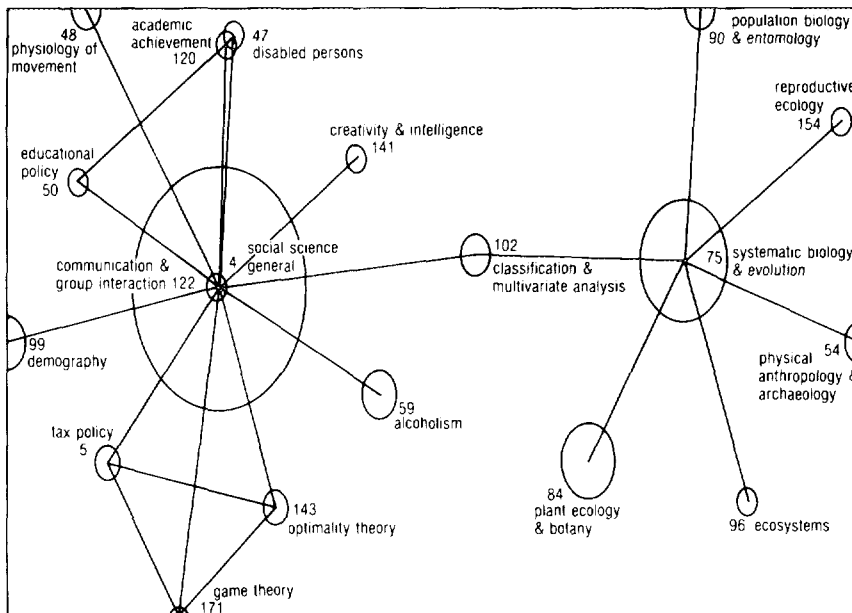 48
physiology of
movement
academic
achievement
120
47
disabled persons
population biology
90 & entomology
reproductive
ecology
154
creativity & intelligence
141
educational
policy
50
4 social science
general
communication &
group interaction 122
102
classification &
multivariate analysis
75 systematic biology
& evolution
99
demography
54
physical
anthropology &
archaeology
59
alcoholism
tax policy
5
84
plant ecology
& botany
96 ecosystems
143
optimality theory
game theory
171